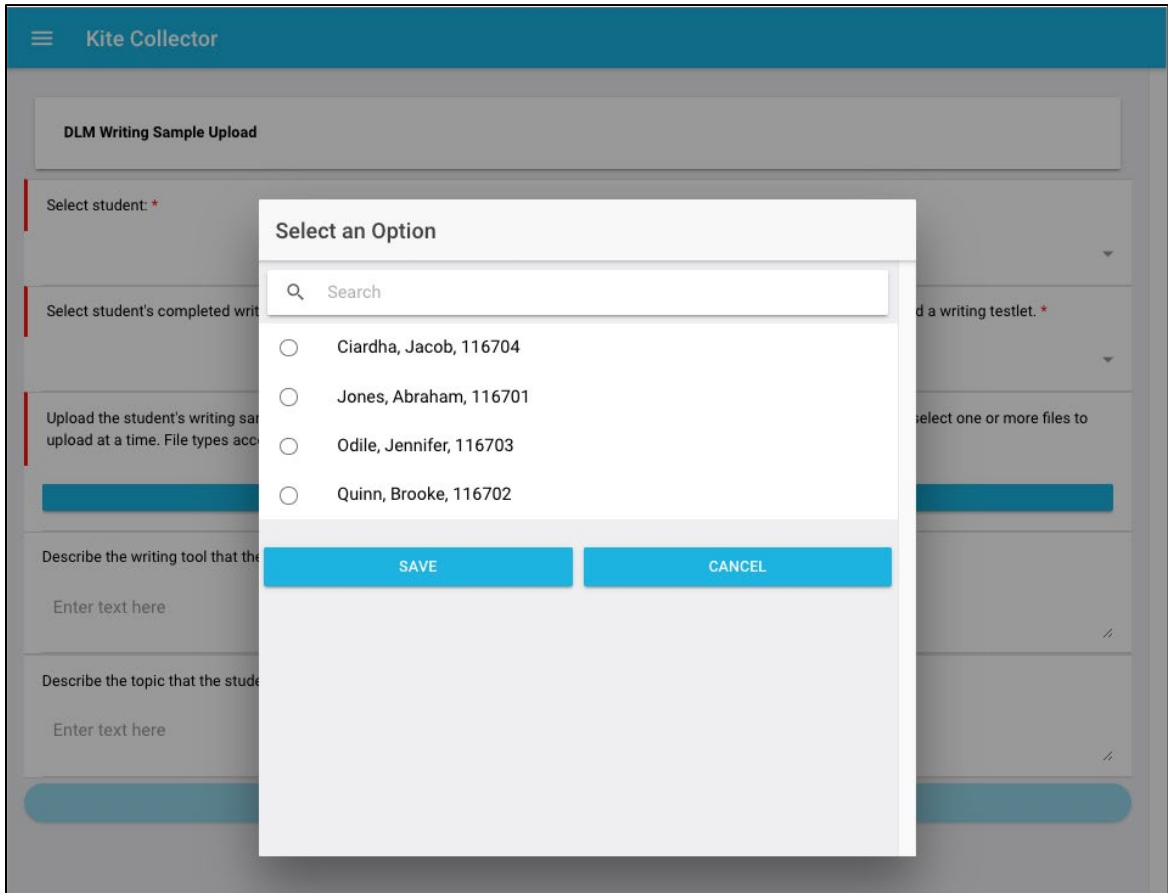 Kite Collector
DLM Writing Sample Upload
Select student: *
Select an Option
Search
Select student's completed writ
d a writing testlet. *
Ciardha, Jacob, 116704
Jones, Abraham, 116701
Upload the student's writing sa
select one or more files to
upload at a time. File types acc
Odile, Jennifer, 116703
Quinn, Brooke, 116702
Describe the writing tool that the
SAVE
CANCEL
Enter text here
Describe the topic that the stude
Enter text here